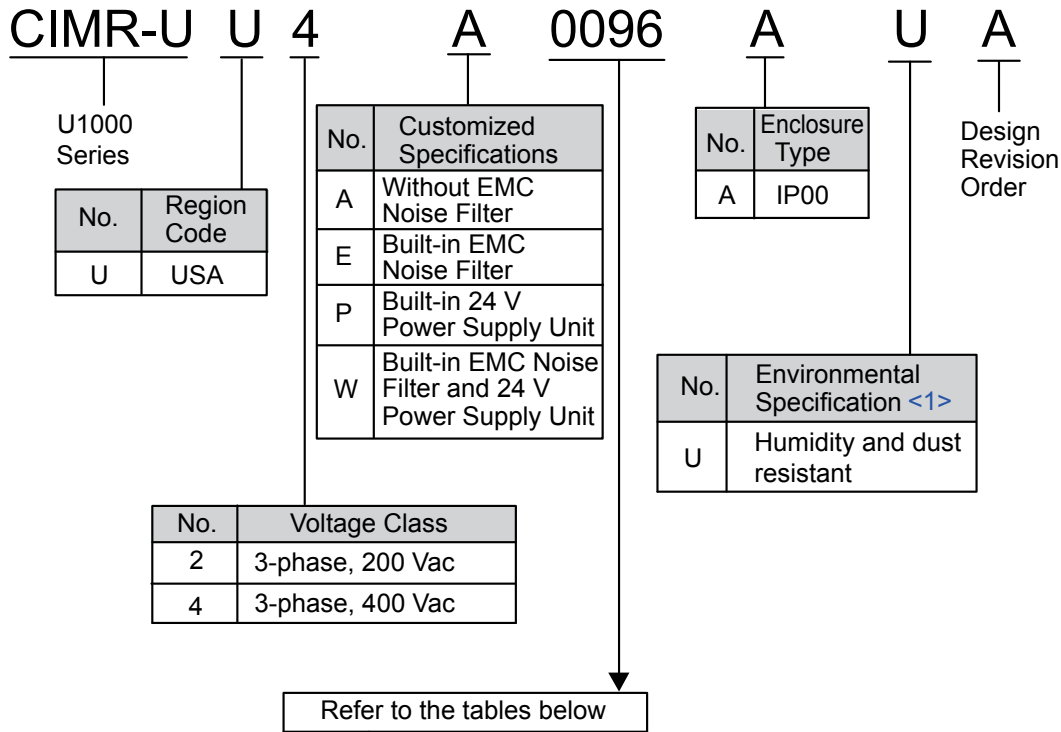 CIMR-U U 4 A 0096 A U A
U1000
Series
No. Region
Code
U USA
No. Customized
Specifications
A Without EMC
Noise Filter
E Built-in EMC
Noise Filter
P Built-in 24 V
Power Supply Unit
W Built-in EMC Noise
Filter and 24 V
Power Supply Unit
No. Enclosure
Type
A IP00
Design
Revision
Order
No. Environmental
Specification <1>
U Humidity and dust
resistant
No. Voltage Class
2 3-phase, 200 Vac
4 3-phase, 400 Vac
Refer to the tables below